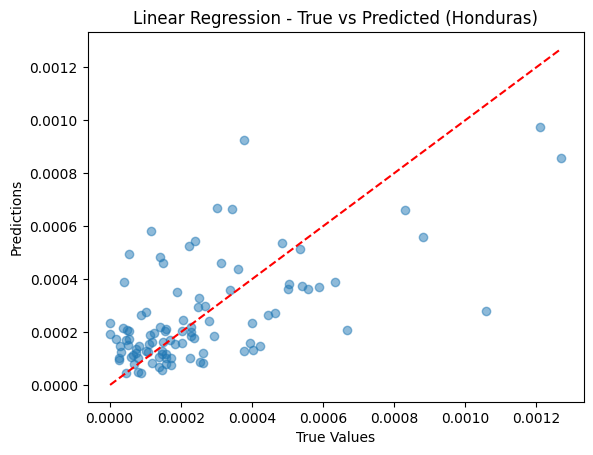 Linear Regression - True vs Predicted (Honduras)
0.0012
0.0010
0.0008
0.0006
0.0004
0.0002
0.0000
Predictions
0.0000 0.0002 0.0004 0.0006 0.0008 0.0010 0.0012
True Values